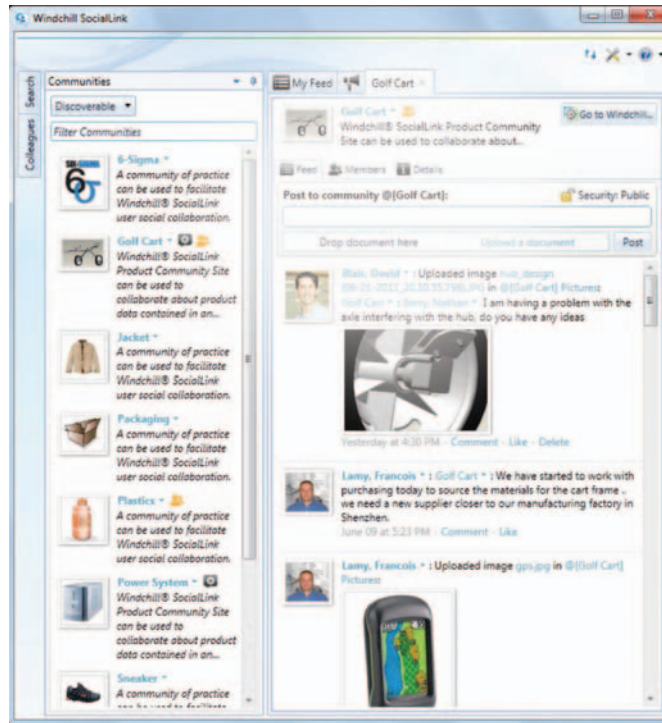 Windchill SocialLink
Search
Colleagues
Communities
Discoverable
Filter Communities
6-Sigma
A community of practice
can be used to facilitate
Windchill® SocialLink
user social collaboration.
Golf Cart
Windchill® SocialLink
Product Community
Site can be used to
collaborate about product
data contained in an...
Jacket
A community of practice
can be used to facilitate
Windchill® SocialLink
user social collaboration.
Packaging
A community of practice
can be used to facilitate
Windchill® SocialLink
user social collaboration.
Plastics
A community of practice
can be used to facilitate
Windchill® SocialLink
user social collaboration.
Power System
Windchill® SocialLink
Product Community Site
can be used to
collaborate about product
data contained in an...
Sneaker
A community of practice
can be used to facilitate
My Feed
Golf Cart
Golf Cart
Windchill® SocialLink Product Community
Site can be used to collaborate about...
Go to Windchill...
Feed Members Details
Post to community @[Golf Cart]:
Security: Public
Drop document here
Upload a document
Post
Blair, David : Uploaded image hub_design
in @[Golf Cart] Pictures:
Golf Cart : Berry, Nathan : I am having a problem with the
axle interfering with the hub, do you have any ideas
Yesterday at 4:30 PM - Comment - Like - Delete
Lamy, Francois : Golf Cart : We have started to work with
purchasing today to source the materials for the cart frame ..
we need a new supplier closer to our manufacturing factory in
Shenzhen.
June 09 at 5:23 PM - Comment - Like
Lamy, Francois : Uploaded image gps.jpg in @[Golf Cart]
Pictures: